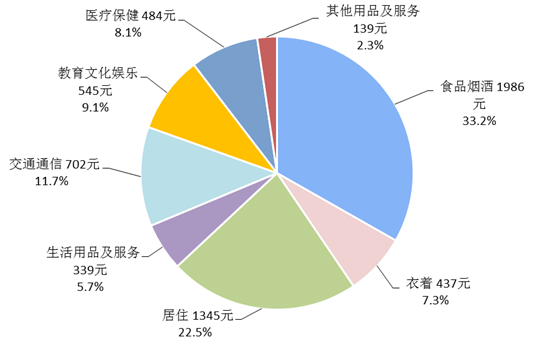 其他用品及服务
139元
2.3%
食品烟酒 1986
元
33.2%
衣着 437元
7.3%
居住 1345元
22.5%
生活用品及服务
339元
5.7%
交通通信 702元
11.7%
教育文化娱乐
545元
9.1%
医疗保健 484元
8.1%